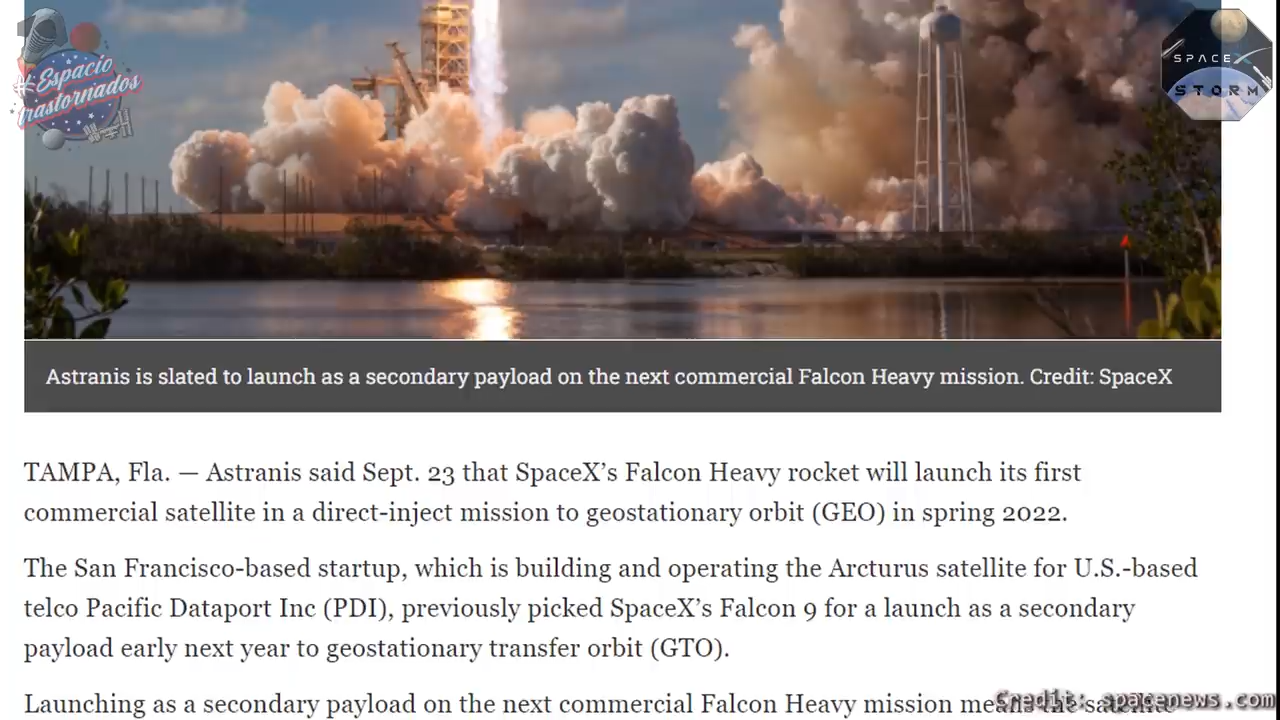 #Espacio
trastornados
SPACE X
STORM
Astranis is slated to launch as a secondary payload on the next commercial Falcon Heavy mission. Credit: SpaceX
TAMPA, Fla. — Astranis said Sept. 23 that SpaceX’s Falcon Heavy rocket will launch its first
commercial satellite in a direct-inject mission to geostationary orbit (GEO) in spring 2022.
The San Francisco-based startup, which is building and operating the Arcturus satellite for U.S.-based
telco Pacific Dataport Inc (PDI), previously picked SpaceX’s Falcon 9 for a launch as a secondary
payload early next year to geostationary transfer orbit (GTO).
Launching as a secondary payload on the next commercial Falcon Heavy mission means the satellite
Credit: spacenews.com